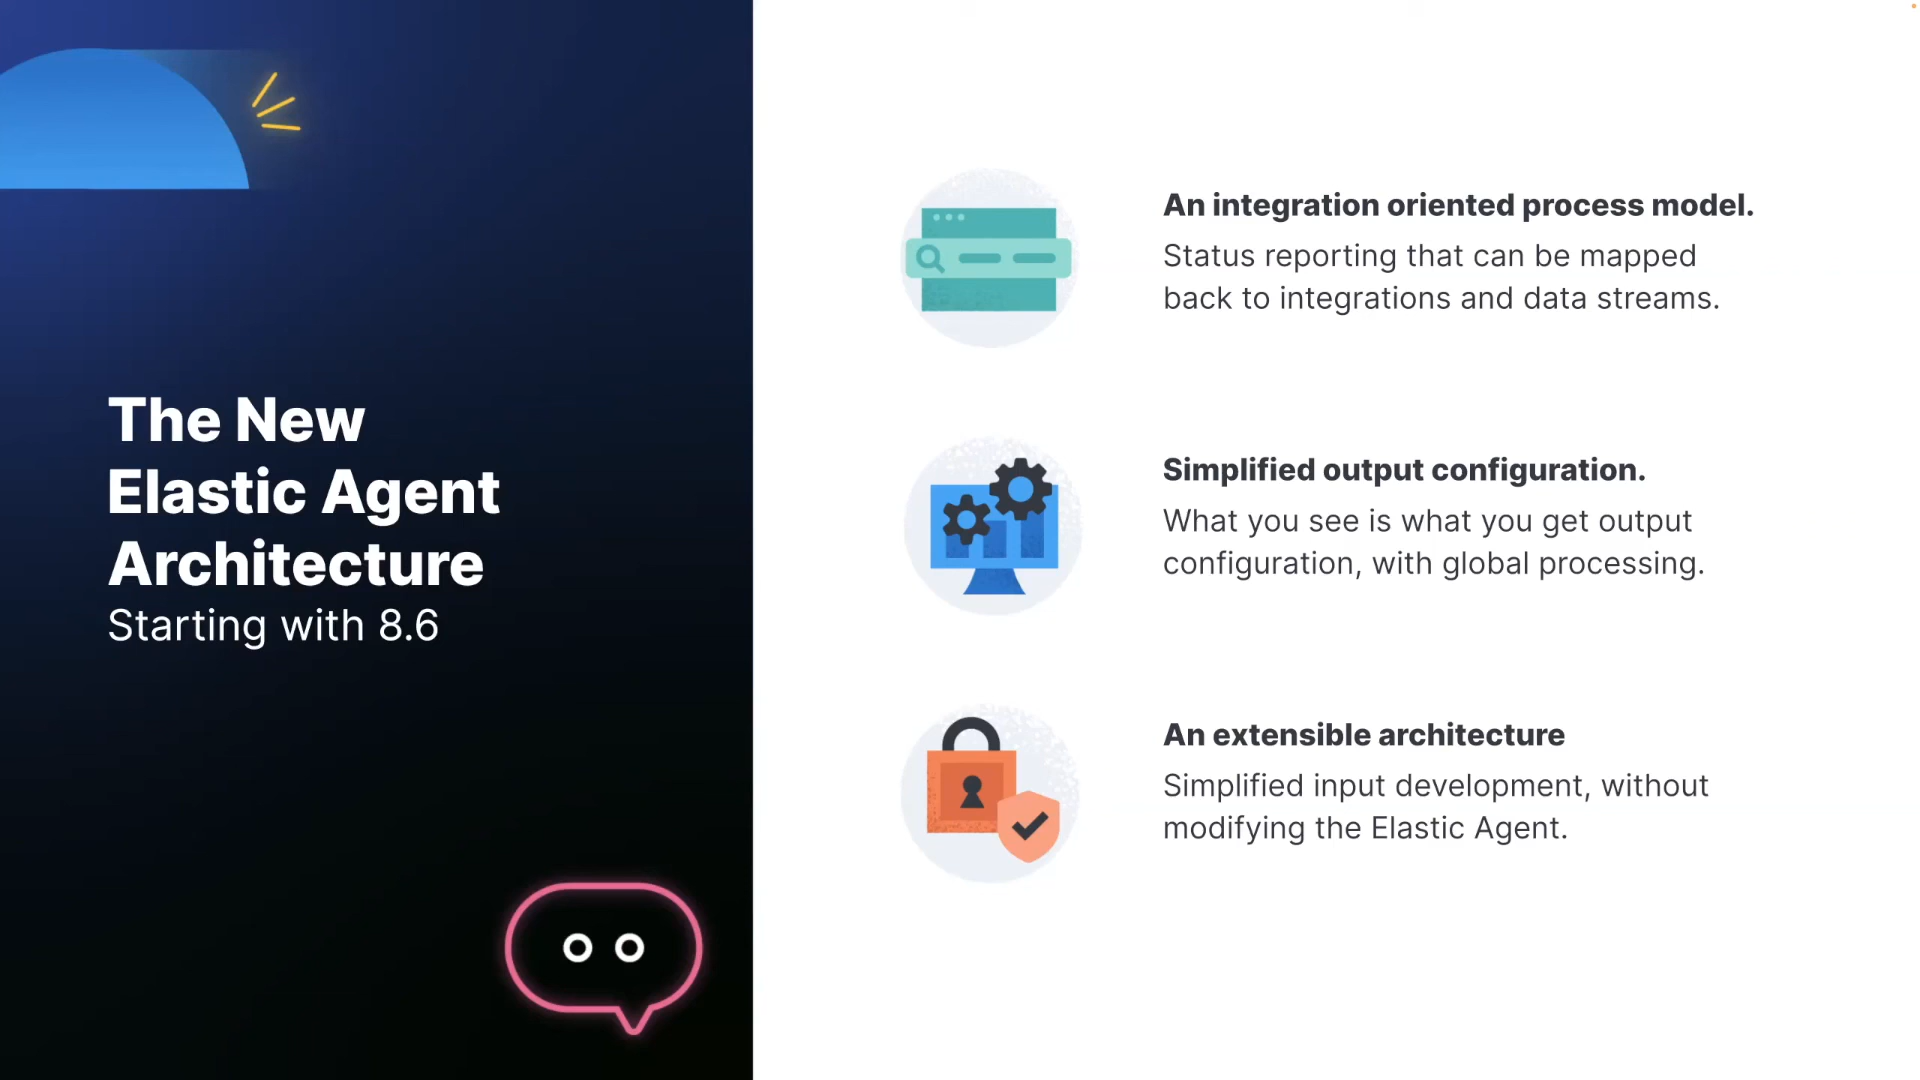 The New
Elastic Agent
Architecture
Starting with 8.6
An integration oriented process model.
Status reporting that can be mapped
back to integrations and data streams.
Simplified output configuration.
What you see is what you get output
configuration, with global processing.
An extensible architecture
Simplified input development, without
modifying the Elastic Agent.